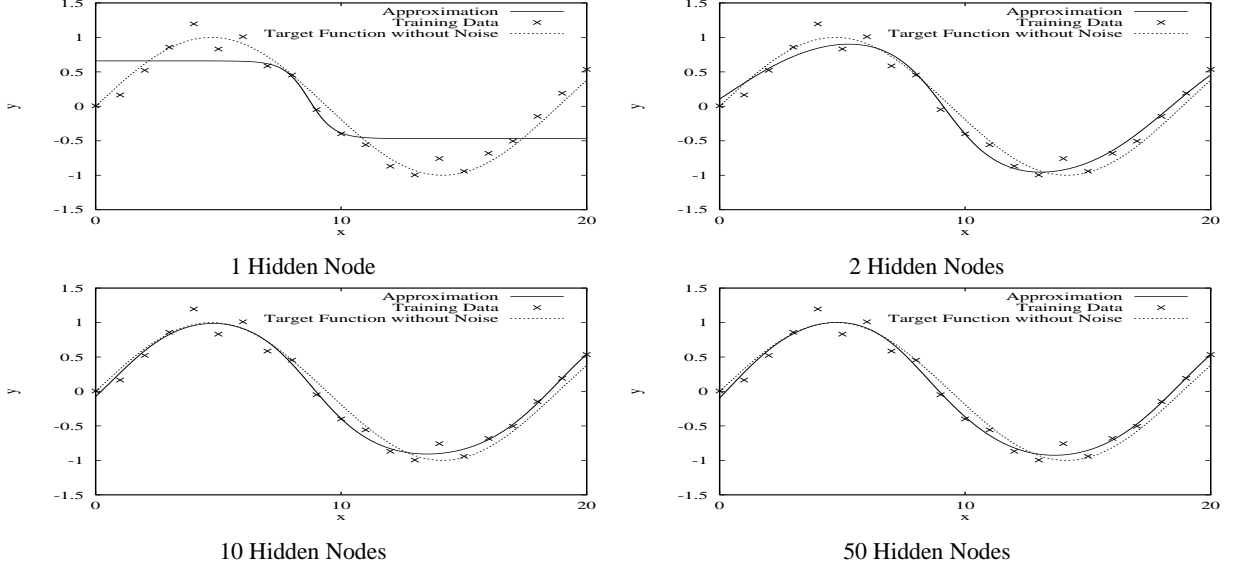 1.5
1
0.5
0
-0.5
-1
-1.5
y
0
10
20
x
Approximation
Training Data
Target Function without Noise
1 Hidden Node
1.5
1
0.5
0
-0.5
-1
-1.5
y
0
10
20
x
Approximation
Training Data
Target Function without Noise
2 Hidden Nodes
1.5
1
0.5
0
-0.5
-1
-1.5
y
0
10
20
x
Approximation
Training Data
Target Function without Noise
10 Hidden Nodes
1.5
1
0.5
0
-0.5
-1
-1.5
y
0
10
20
x
Approximation
Training Data
Target Function without Noise
50 Hidden Nodes